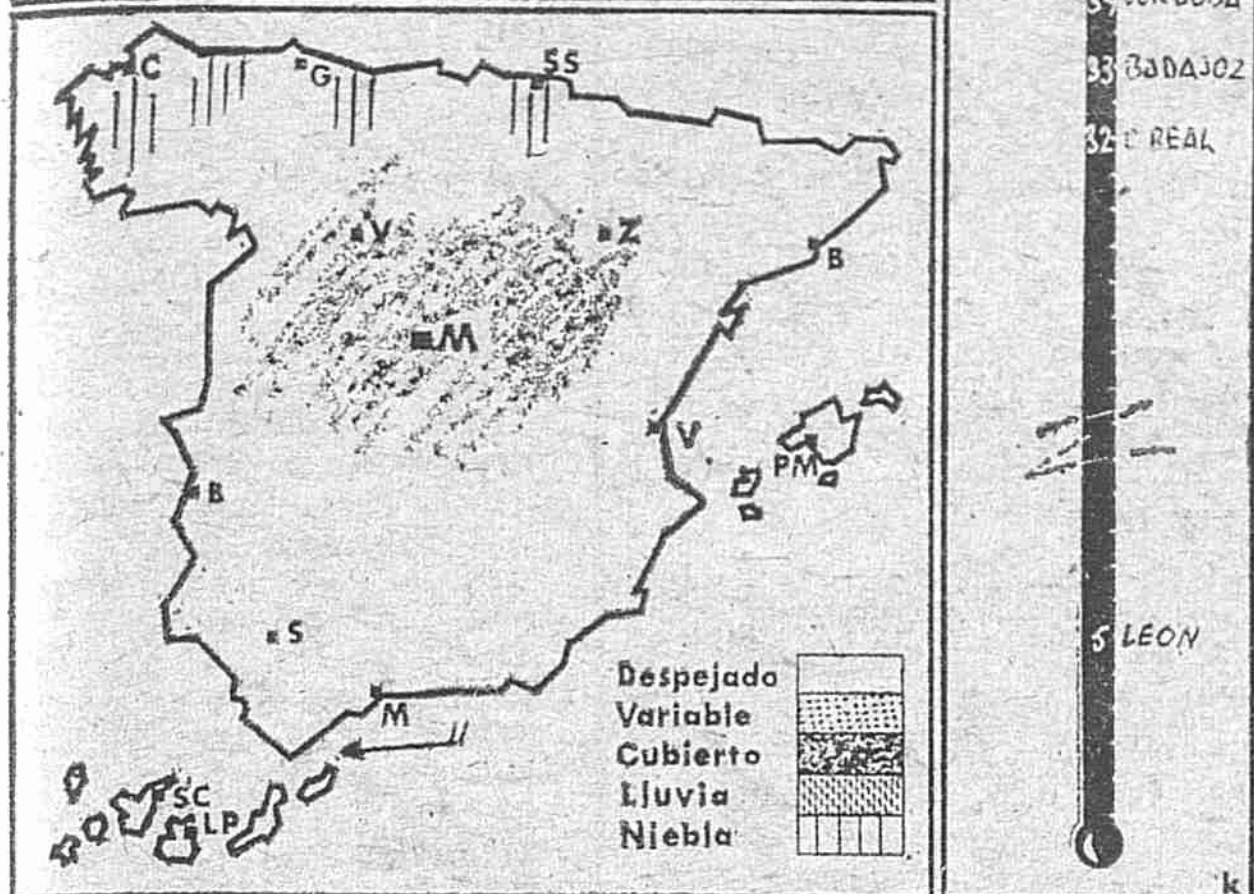 C
G
SS
V
Z
B
M
V
PM
B
S
M
SC
LP
Despejado
Variable
Cubierto
Lluvia
Niebla
33 BADAJOZ
32 C REAL
5 LEON
k